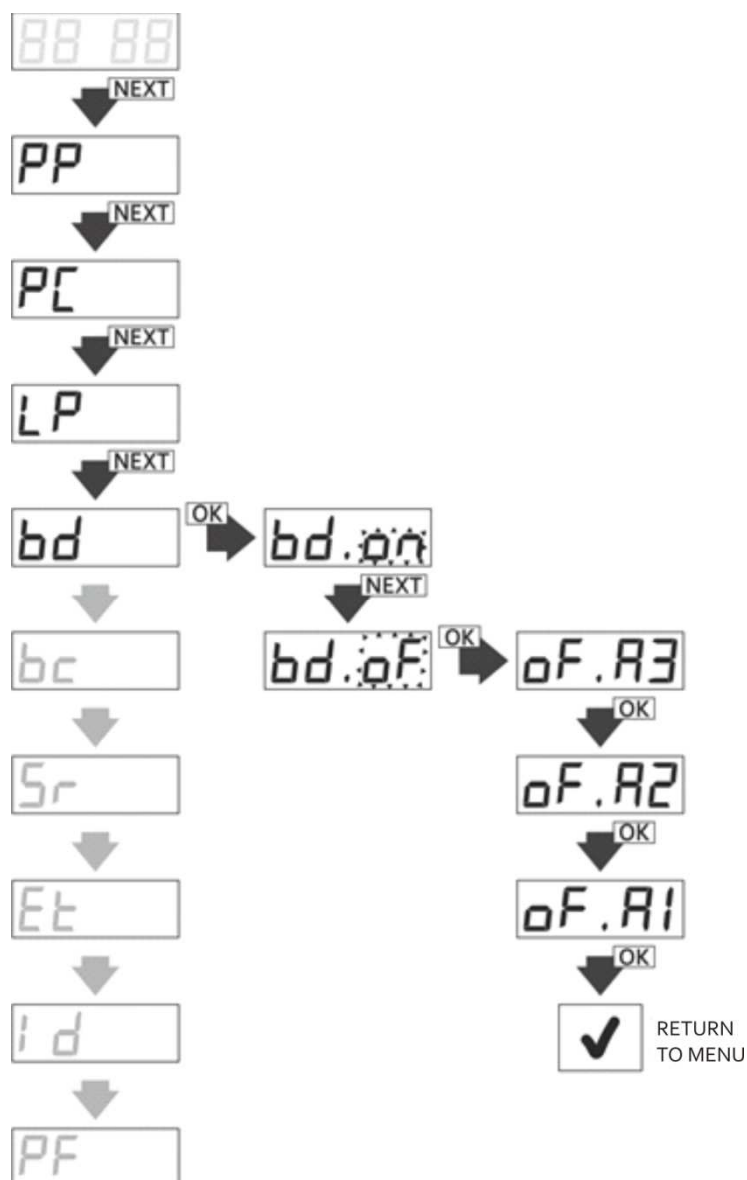 88 88
NEXT
PP
NEXT
PC
NEXT
LP
NEXT
bd OK bd.on
NEXT
bc bd.oF OK oF.A3
OK
Sr oF.A2
OK
Et oF.A1
OK
Id RETURN
TO MENU
PF